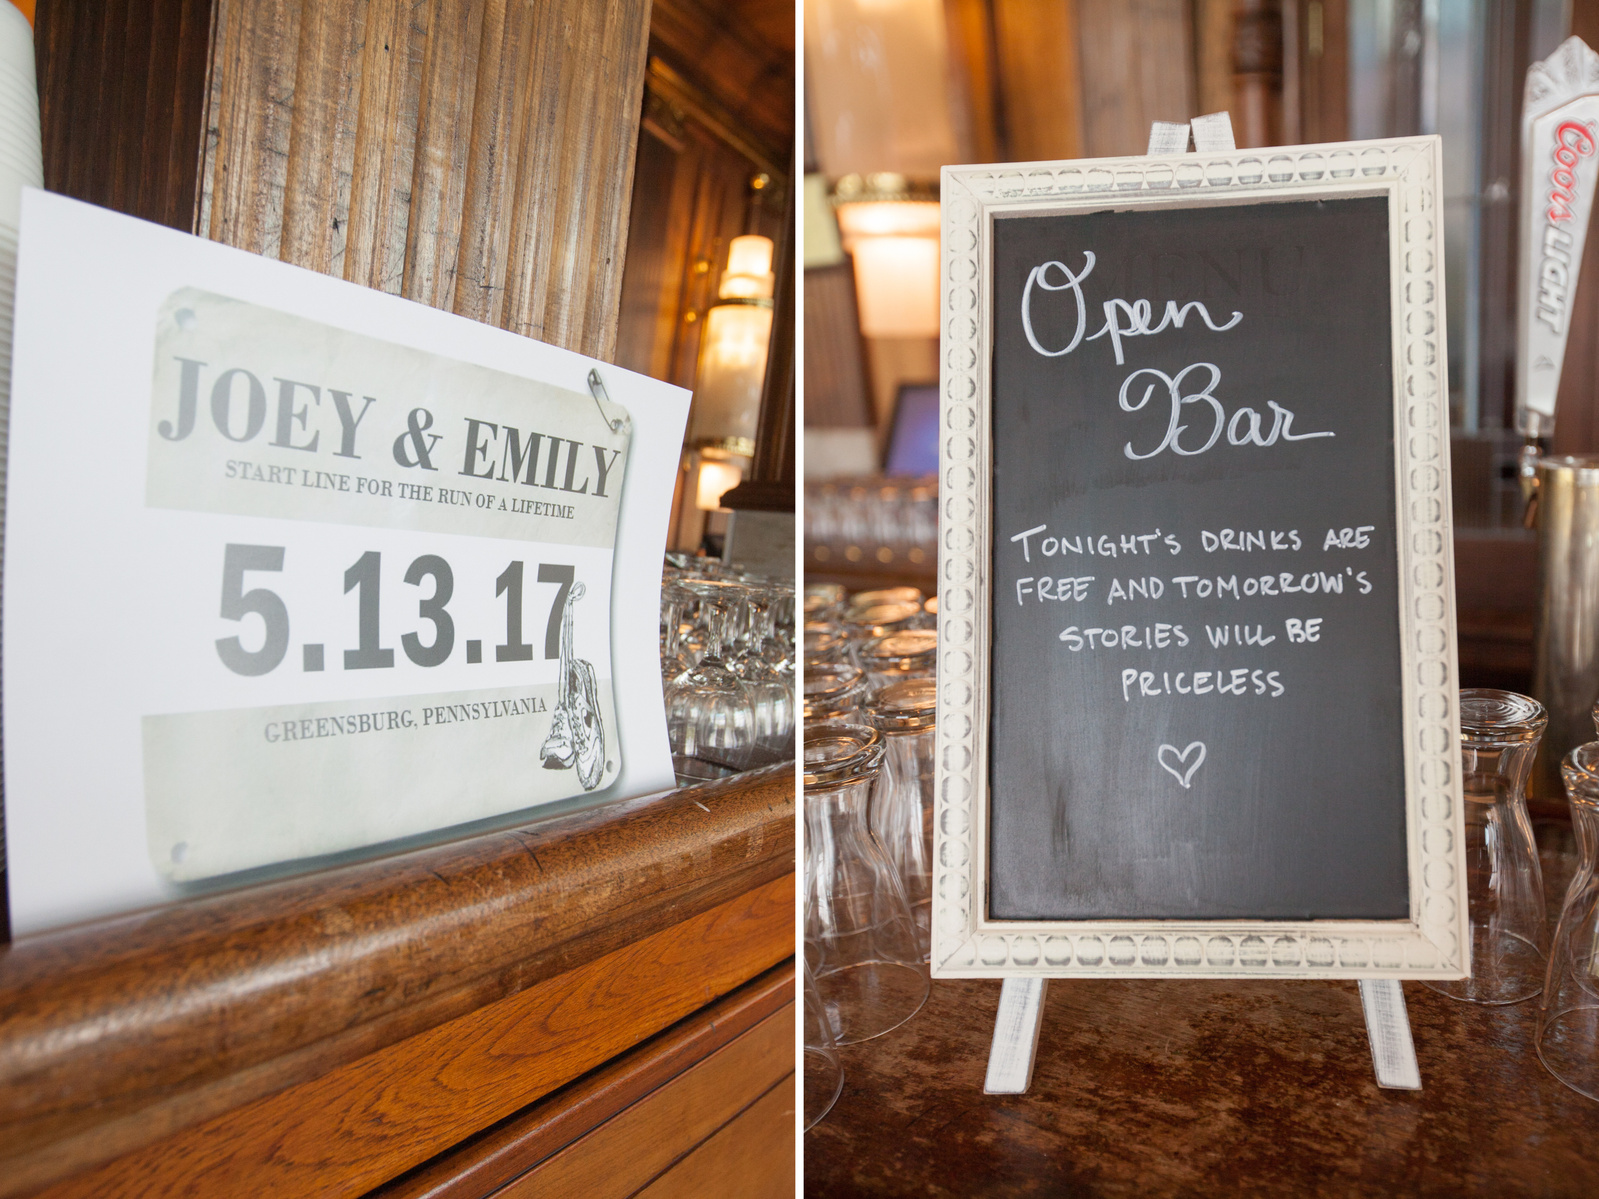 JOEY & EMILY
START LINE FOR THE RUN OF A LIFETIME
5.13.17
GREENSBURG, PENNSYLVANIA
MENU
Open
Bar
TONIGHT'S DRINKS ARE
FREE AND TOMORROW'S
STORIES WILL BE
PRICELESS
Coors LIGHT